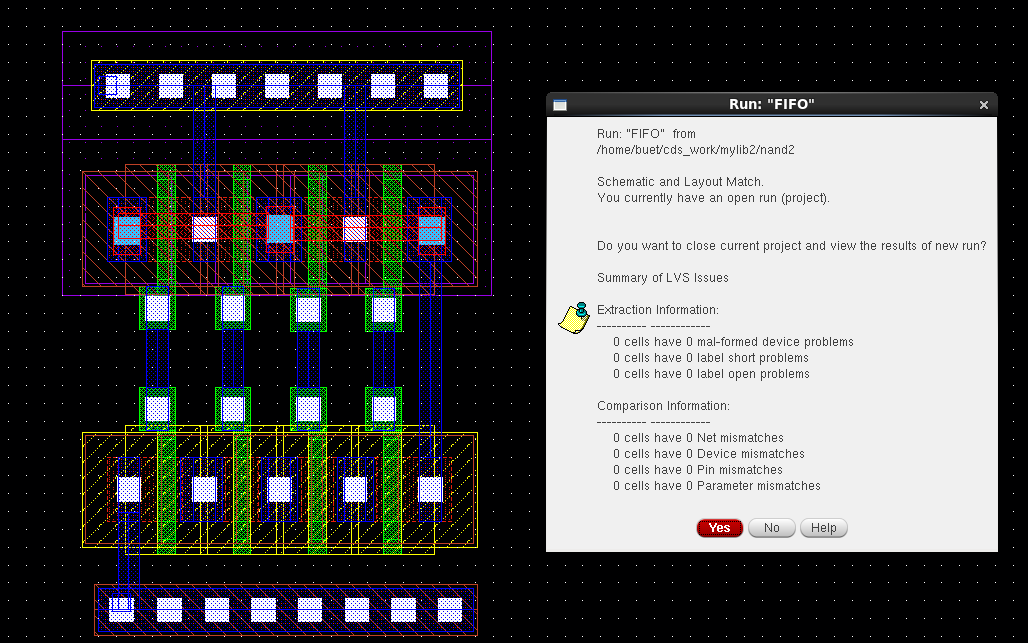 Run: "FIFO"
Run: "FIFO" from
/home/buet/cds_work/mylib2/nand2
Schematic and Layout Match.
You currently have an open run (project).
Do you want to close current project and view the results of new run?
Summary of LVS Issues
Extraction Information:
---------- ------------
0 cells have 0 mal-formed device problems
0 cells have 0 label short problems
0 cells have 0 label open problems
Comparison Information:
---------- ------------
0 cells have 0 Net mismatches
0 cells have 0 Device mismatches
0 cells have 0 Pin mismatches
0 cells have 0 Parameter mismatches
Yes No Help